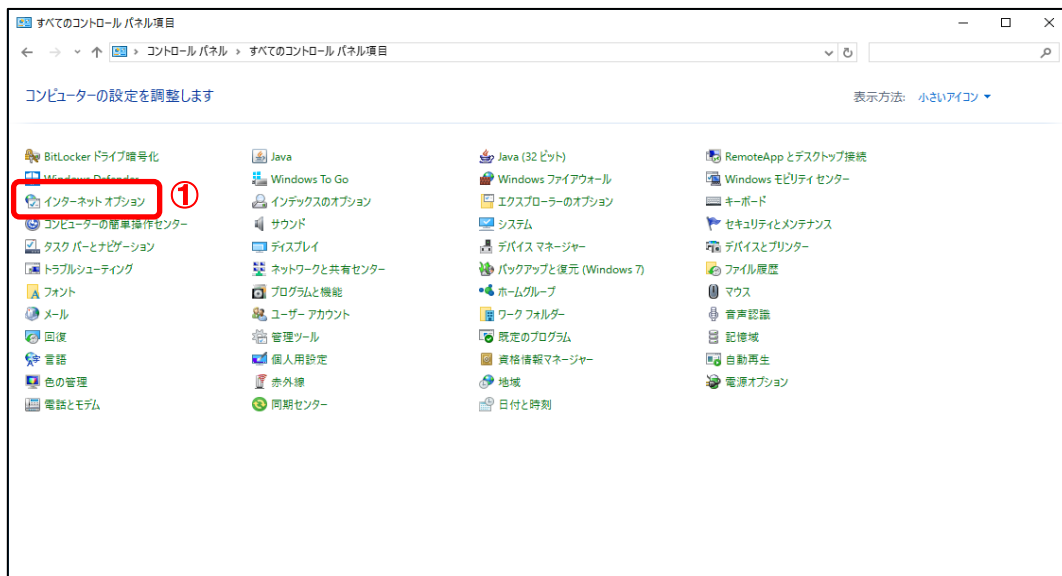 すべてのコントロール パネル項目
コントロール パネル › すべてのコントロール パネル項目
コンピューターの設定を調整します
表示方法: 小さいアイコン
BitLocker ドライブ暗号化 Java Java (32 ビット) RemoteApp とデスクトップ接続
Windows Defender Windows To Go Windows ファイアウォール Windows モビリティ センター
インターネット オプション ① インデックスのオプション エクスプローラーのオプション キーボード
コンピューターの簡単操作センター サウンド システム セキュリティとメンテナンス
タスク バーとナビゲーション ディスプレイ デバイス マネージャー デバイスとプリンター
トラブルシューティング ネットワークと共有センター バックアップと復元 (Windows 7) ファイル履歴
フォント プログラムと機能 ホームグループ マウス
メール ユーザー アカウント ワーク フォルダー 音声認識
回復 管理ツール 既定のプログラム 記憶域
言語 個人用設定 資格情報マネージャー 自動再生
色の管理 赤外線 地域 電源オプション
電話とモデム 同期センター 日付と時刻